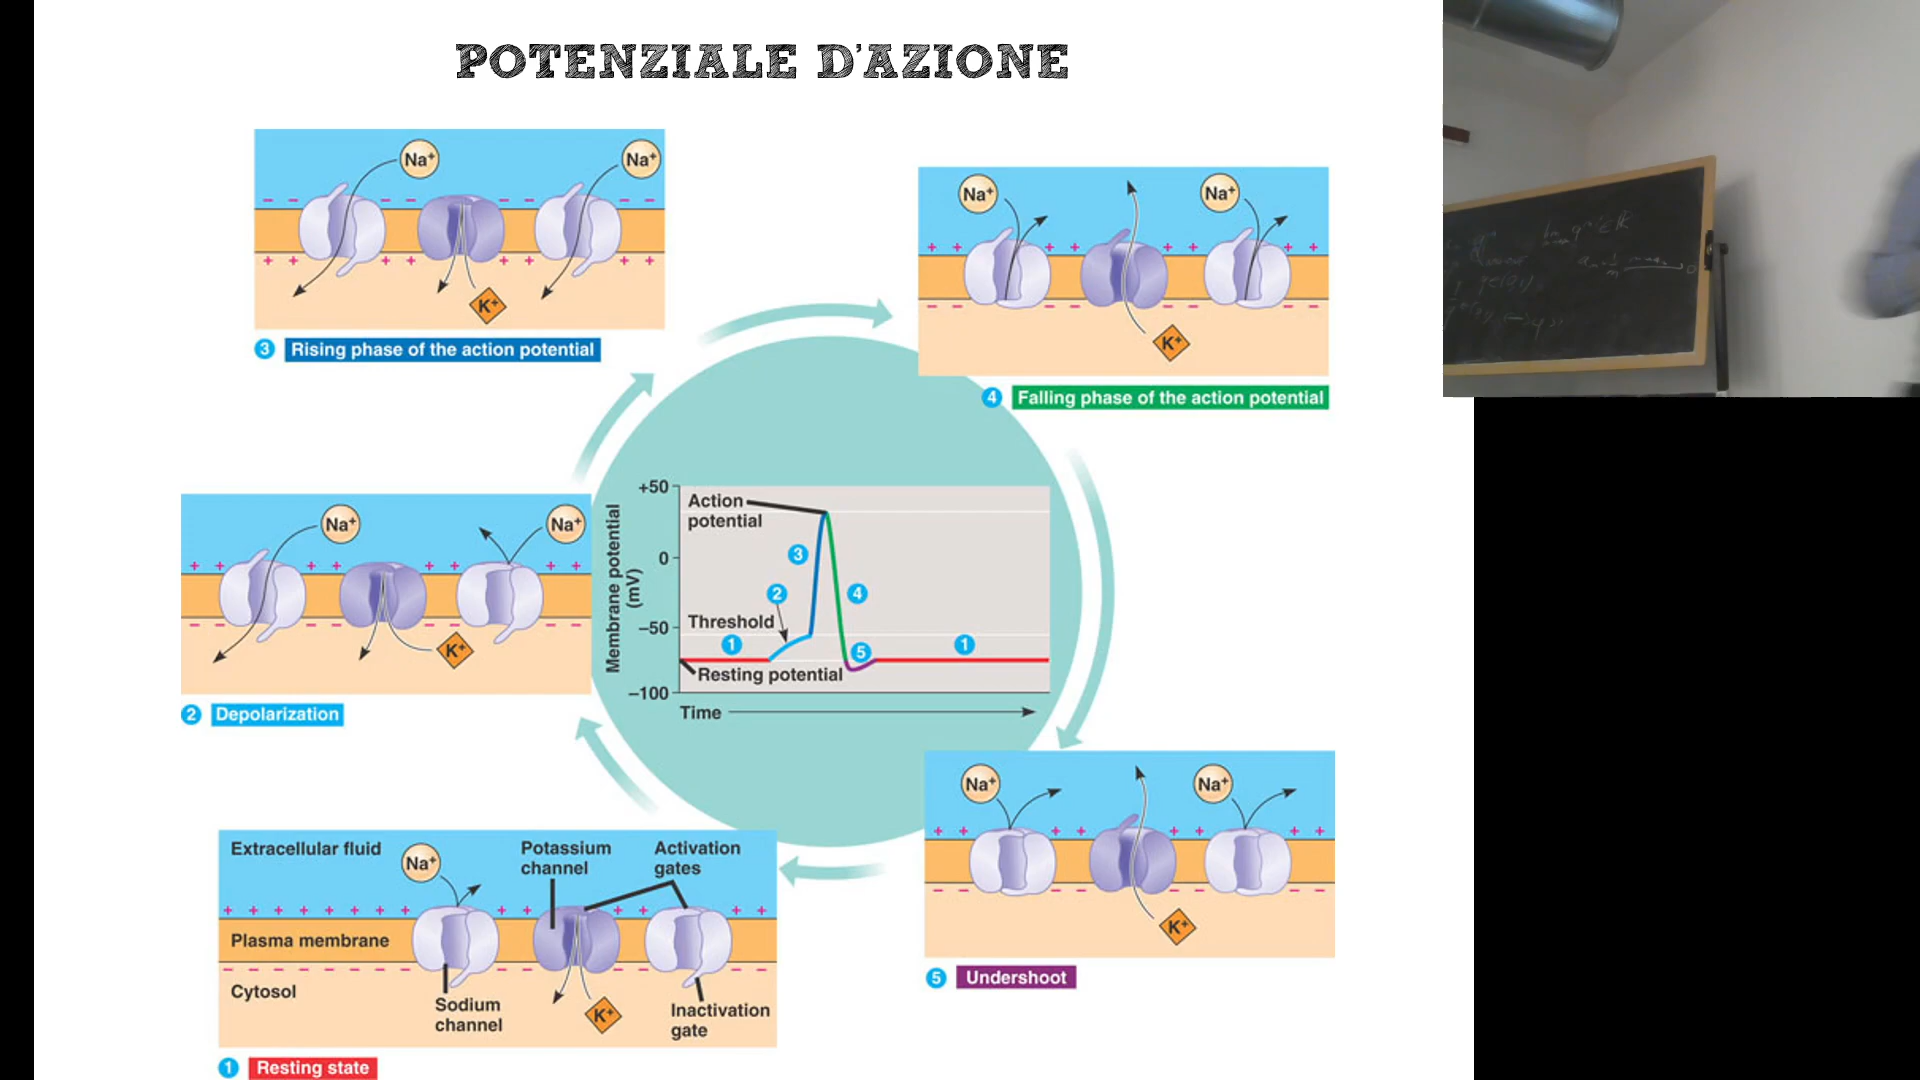 POTENZIALE D'AZIONE
Na⁺
Na⁺
K⁺
3 Rising phase of the action potential
Na⁺
Na⁺
K⁺
4 Falling phase of the action potential
Na⁺
Na⁺
K⁺
2 Depolarization
Membrane potential
(mV)
+50
0
–50
–100
Action
potential
3
2
4
Threshold
1
5
1
Resting potential
Time
Na⁺
Na⁺
K⁺
5 Undershoot
Extracellular fluid
Na⁺
Potassium
channel
Activation
gates
Plasma membrane
Cytosol
Sodium
channel
K⁺
Inactivation
gate
1 Resting state